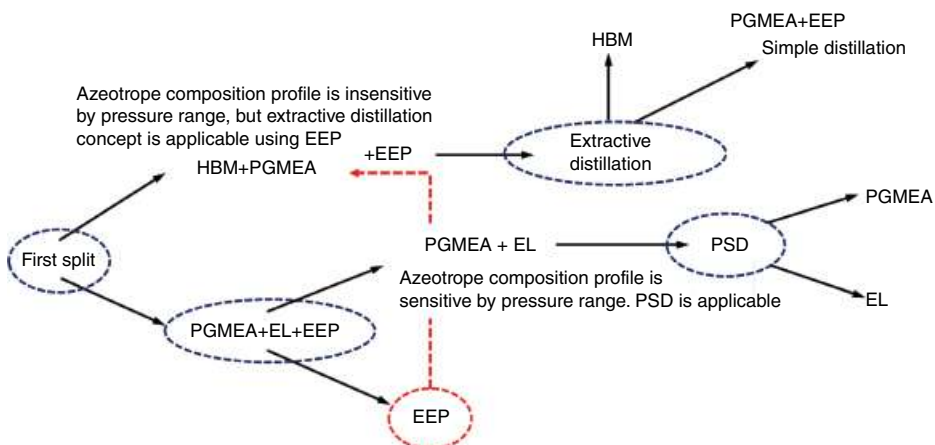 PGMEA+EEP
Simple distillation
HBM
Azeotrope composition profile is insensitive
by pressure range, but extractive distillation
concept is applicable using EEP
+EEP
HBM+PGMEA
Extractive
distillation
PGMEA
First split
PGMEA + EL
PSD
Azeotrope composition profile is
sensitive by pressure range. PSD is applicable
EL
PGMEA+EL+EEP
EEP